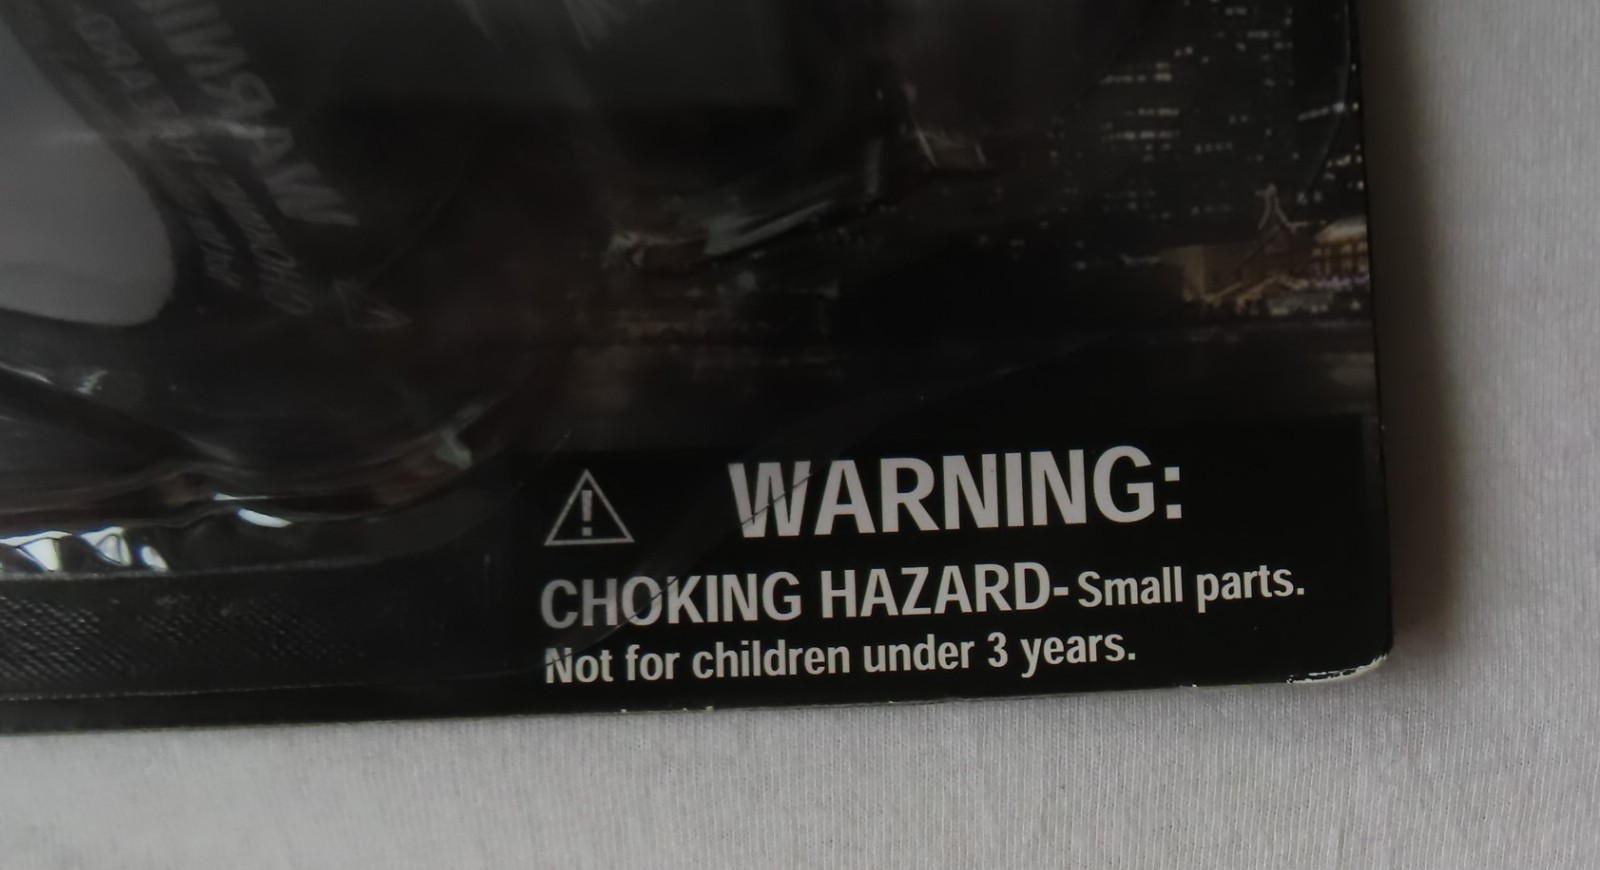 WARNING:
CHOKING HAZARD- Small parts.
Not for children under 3 years.